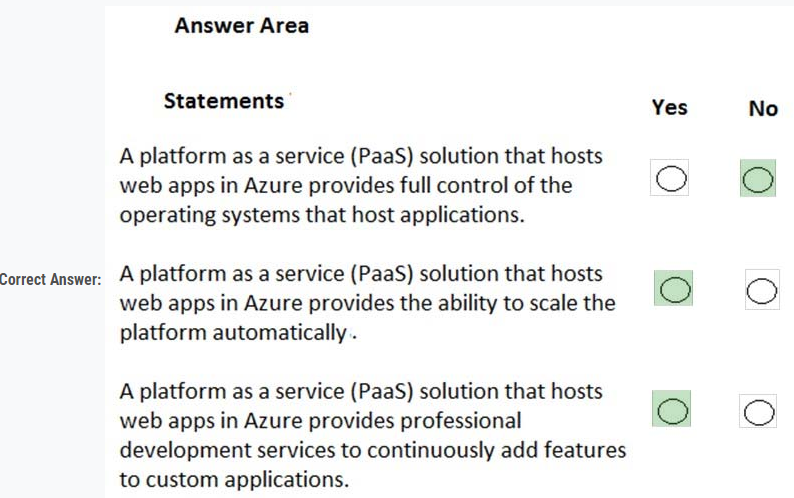 Answer Area
Statements
Yes No
A platform as a service (PaaS) solution that hosts
web apps in Azure provides full control of the
operating systems that host applications.
Correct Answer:
A platform as a service (PaaS) solution that hosts
web apps in Azure provides the ability to scale the
platform automatically.
A platform as a service (PaaS) solution that hosts
web apps in Azure provides professional
development services to continuously add features
to custom applications.